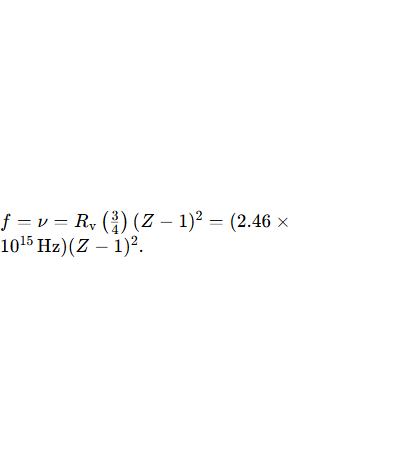 f = ν = R_v (3/4) (Z − 1)² = (2.46 ×
10¹⁵ Hz)(Z − 1)².